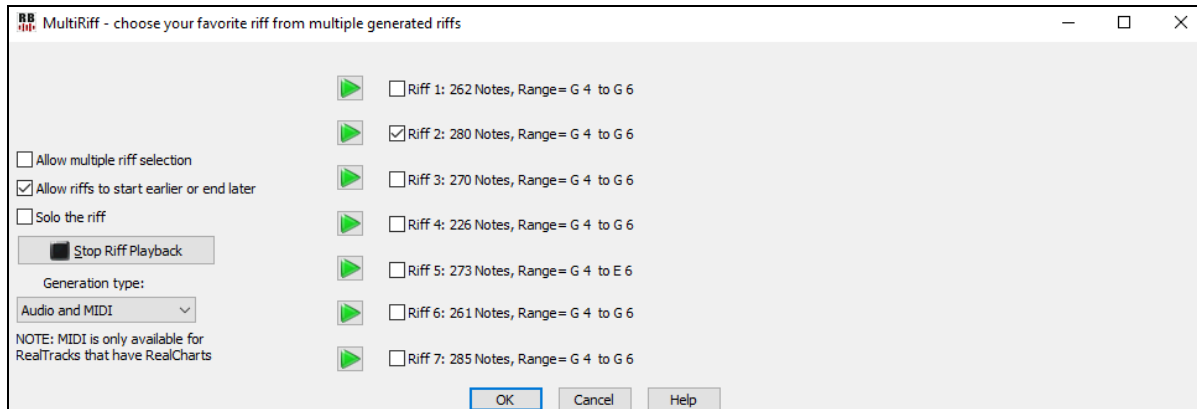 RB MultiRiff - choose your favorite riff from multiple generated riffs
Riff 1: 262 Notes, Range= G 4 to G 6
Riff 2: 280 Notes, Range= G 4 to G 6
Riff 3: 270 Notes, Range= G 4 to G 6
Riff 4: 226 Notes, Range= G 4 to G 6
Riff 5: 273 Notes, Range= G 4 to E 6
Riff 6: 261 Notes, Range= G 4 to G 6
Riff 7: 285 Notes, Range= G 4 to G 6
Allow multiple riff selection
Allow riffs to start earlier or end later
Solo the riff
Stop Riff Playback
Generation type:
Audio and MIDI
NOTE: MIDI is only available for
RealTracks that have RealCharts
OK Cancel Help